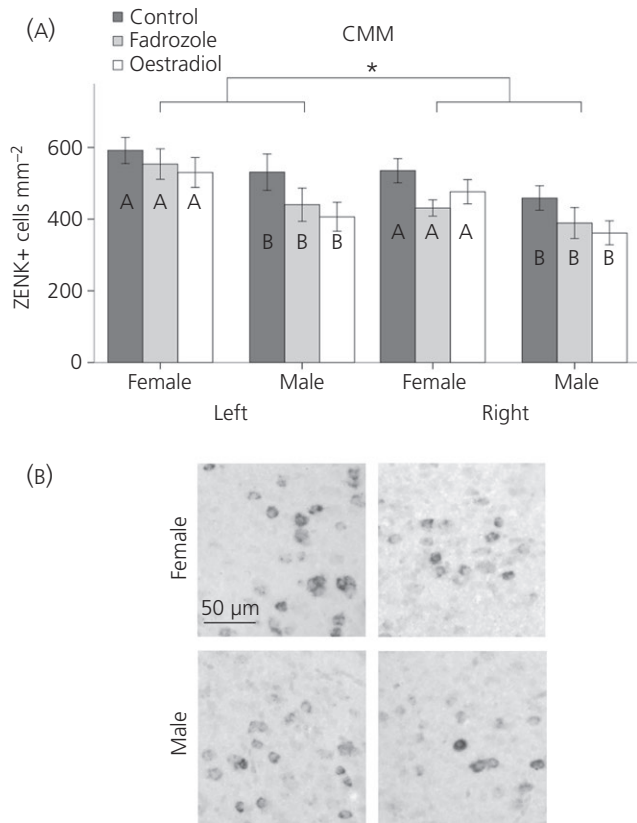 (A)
Control
Fadrozole
Oestradiol
CMM
*
600
400
200
0
ZENK+ cells mm–2
A A A
B B B
A A A
B B B
Female Male Female Male
Left Right
(B)
Female
50 µm
Male